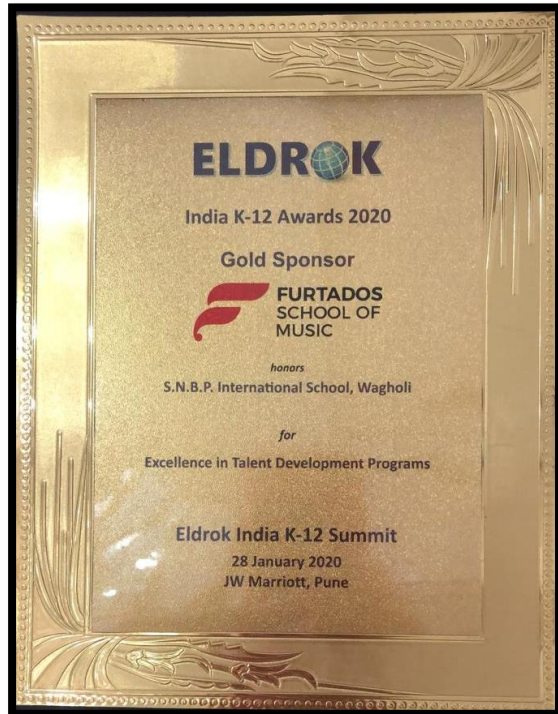 ELDROK
India K-12 Awards 2020
Gold Sponsor
FURTADOS
SCHOOL OF
MUSIC
honors
S.N.B.P. International School, Wagholi
for
Excellence in Talent Development Programs
Eldrok India K-12 Summit
28 January 2020
JW Marriott, Pune